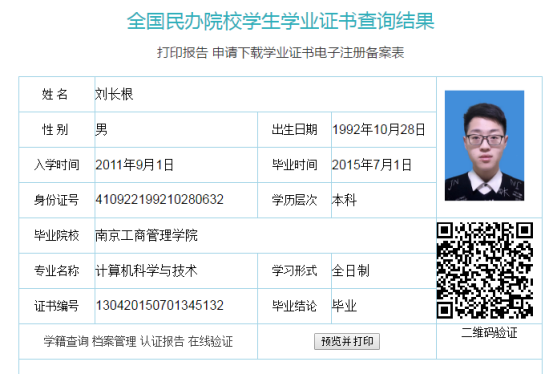 全国民办院校学生学业证书查询结果
打印报告 申请下载学业证书电子注册备案表
姓 名 刘长根
性 别 男 出生日期 1992年10月28日
入学时间 2011年9月1日 毕业时间 2015年7月1日
身份证号 410922199210280632 学历层次 本科
毕业院校 南京工商管理学院
专业名称 计算机科学与技术 学习形式 全日制
证书编号 130420150701345132 毕业结论 毕业
学籍查询 档案管理 认证报告 在线验证 预览并打印 二维码验证